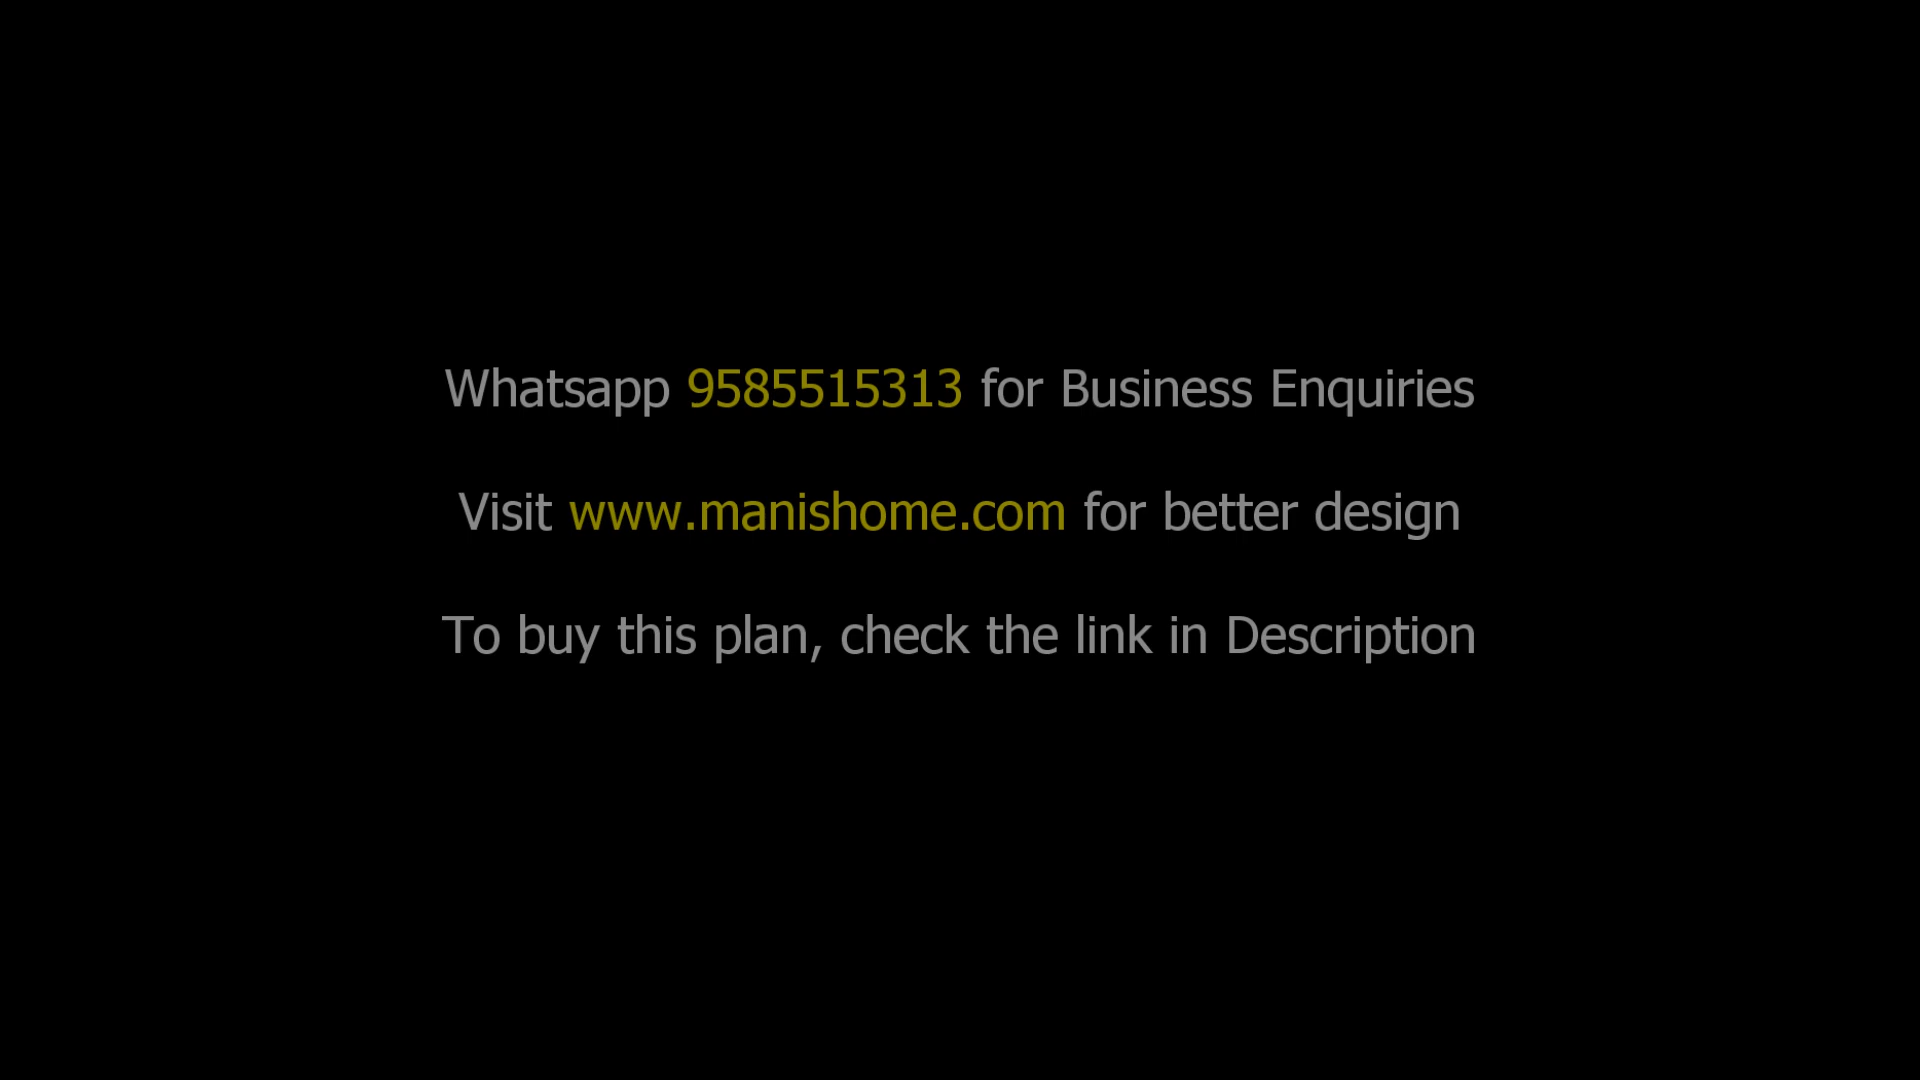 Whatsapp 9585515313 for Business Enquiries
Visit www.manishome.com for better design
To buy this plan, check the link in Description